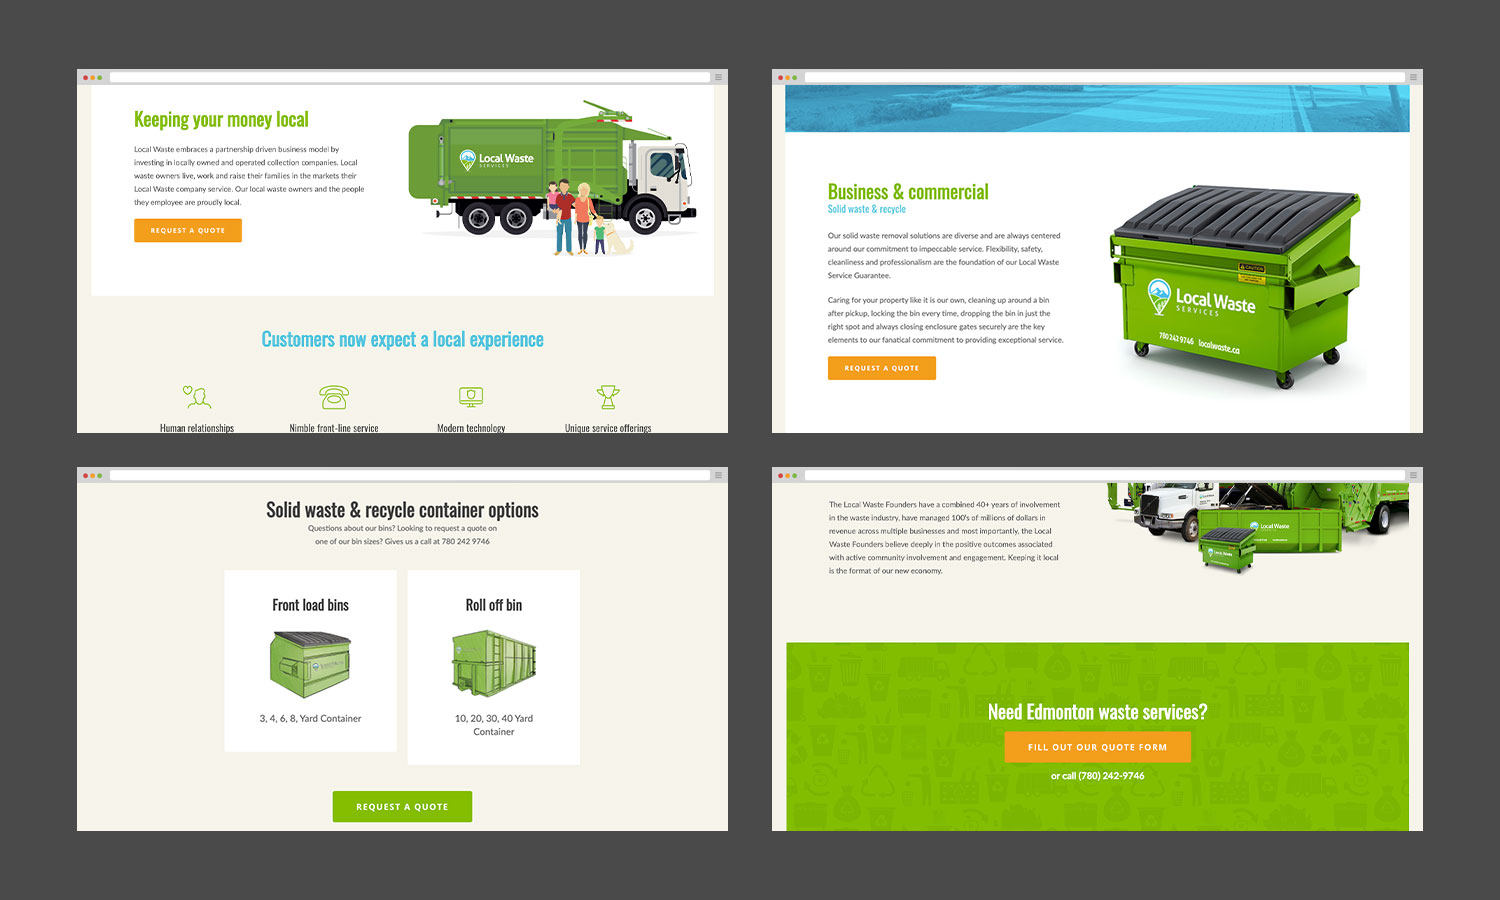 Keeping your money local
Local Waste embraces a partnership driven business model by
investing in locally owned and operated collection companies. Local
waste owners live, work and raise their families in the markets their
Local Waste company service. Our local waste owners and the people
they employee are proudly local.
REQUEST A QUOTE
Local Waste
SERVICES
Customers now expect a local experience
Human relationships
Nimble front-line service
Modern technology
Unique service offerings
Business & commercial
Solid waste & recycle
Our solid waste removal solutions are diverse and are always centered
around our commitment to impeccable service. Flexibility, safety,
cleanliness and professionalism are the foundation of our Local Waste
Service Guarantee.
Caring for your property like it is our own, cleaning up around a bin
after pickup, locking the bin every time, dropping the bin in just the
right spot and always closing enclosure gates securely are the key
elements to our fanatical commitment to providing exceptional service.
REQUEST A QUOTE
CAUTION
Local Waste
SERVICES
780 242 9746 localwaste.ca
Solid waste & recycle container options
Questions about our bins? Looking to request a quote on
one of our bin sizes? Gives us a call at 780 242 9746
Front load bins
3, 4, 6, 8, Yard Container
Roll off bin
10, 20, 30, 40 Yard
Container
REQUEST A QUOTE
The Local Waste Founders have a combined 40+ years of involvement
in the waste industry, have managed 100's of millions of dollars in
revenue across multiple businesses and most importantly, the Local
Waste Founders believe deeply in the positive outcomes associated
with active community involvement and engagement. Keeping it local
is the format of our new economy.
Local Waste
Local Waste
Need Edmonton waste services?
FILL OUT OUR QUOTE FORM
or call (780) 242-9746